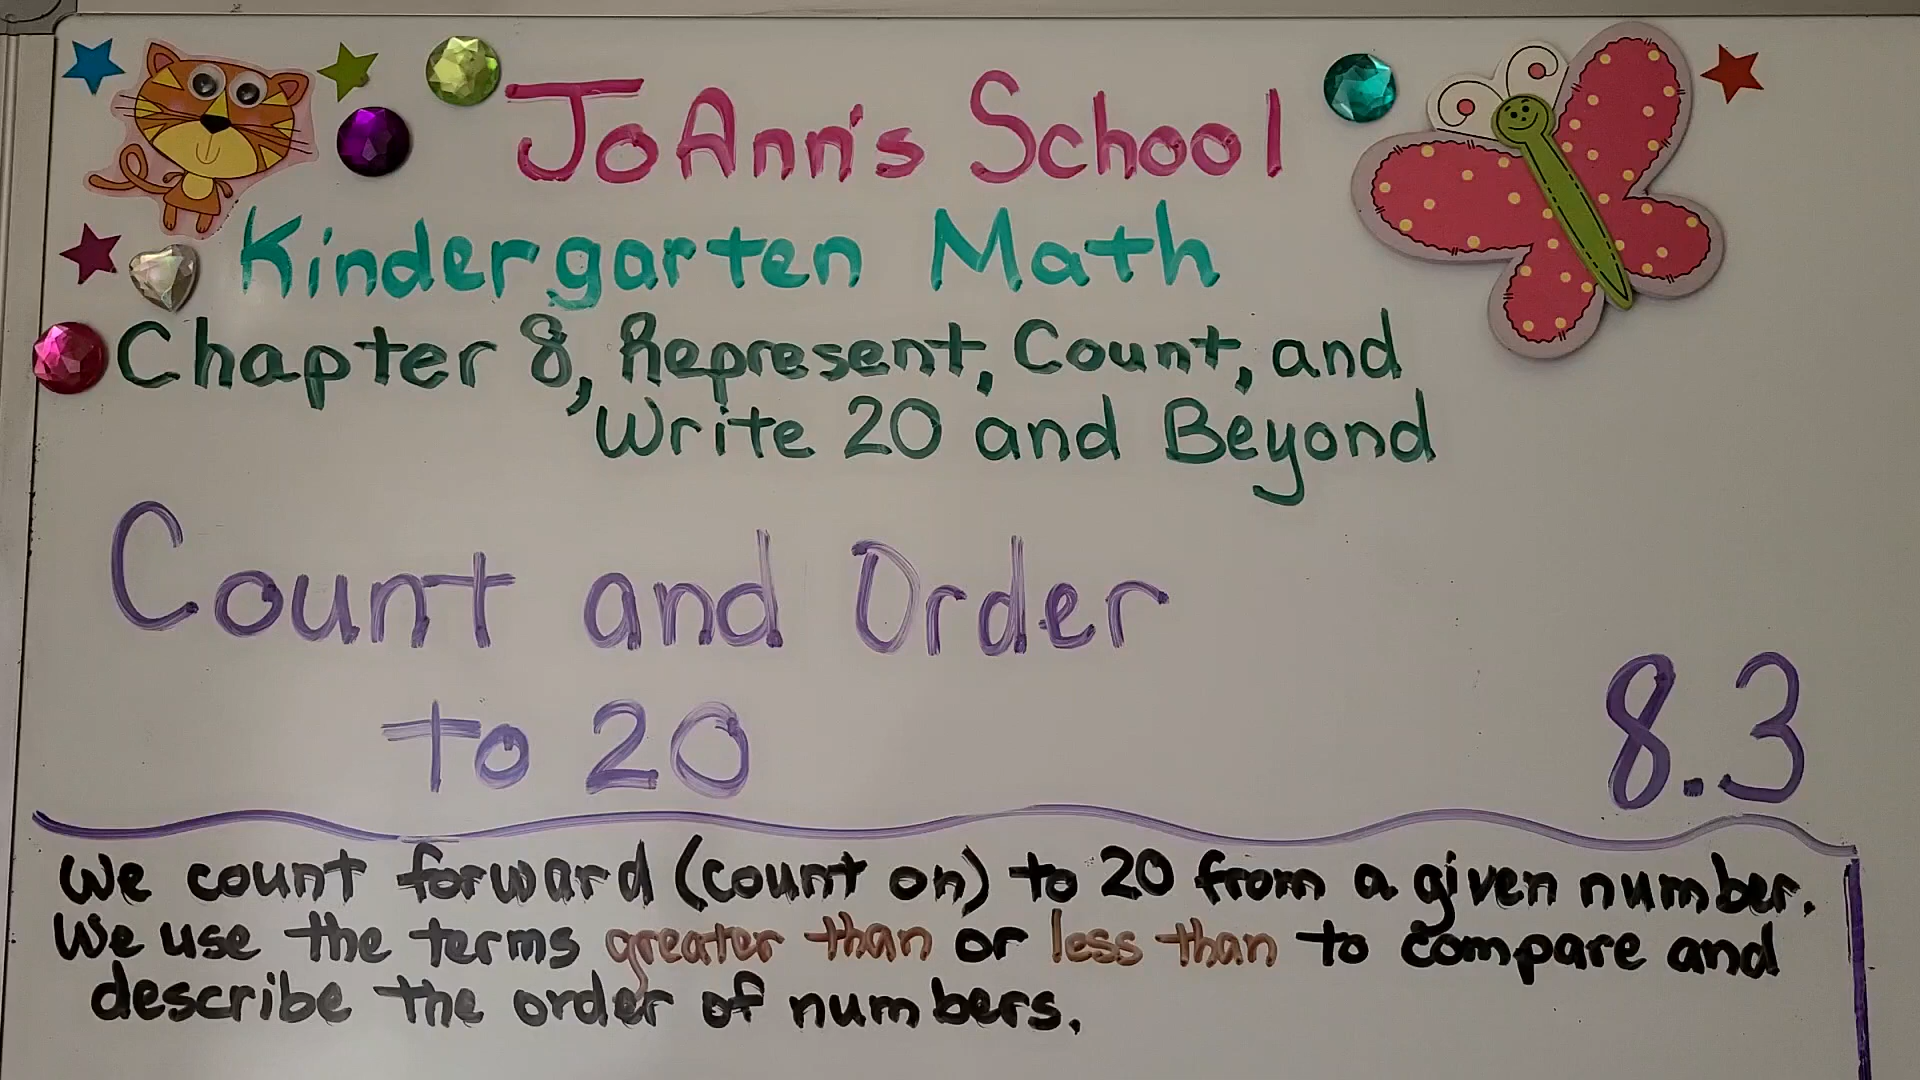 JoAnn's School
Kindergarten Math
Chapter 8, Represent, Count, and
Write 20 and Beyond
Count and Order
to 20
8.3
We count forward (count on) to 20 from a given number.
We use the terms greater than or less than to compare and
describe the order of numbers.